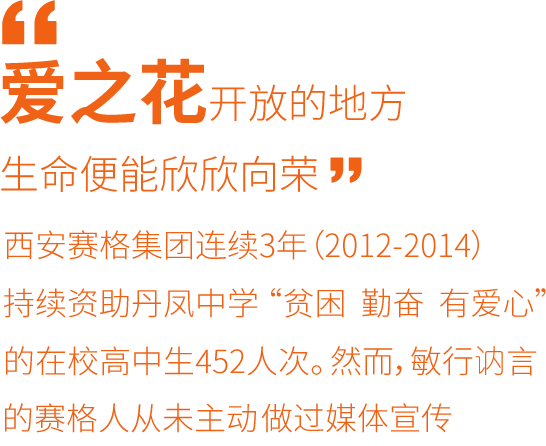 “爱之花开放的地方
生命便能欣欣向荣”
西安赛格集团连续3年（2012-2014）
持续资助丹凤中学“贫困 勤奋 有爱心”
的在校高中生452人次。然而，敏行讷言
的赛格人从未主动做过媒体宣传